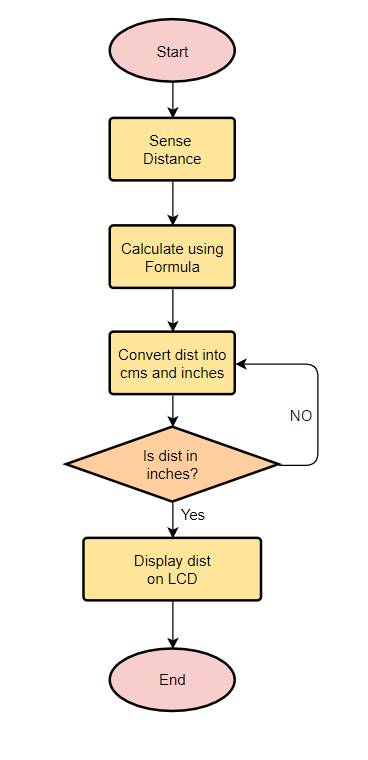 Start
Sense
Distance
Calculate using
Formula
Convert dist into
cms and inches
NO
Is dist in
inches?
Yes
Display dist
on LCD
End